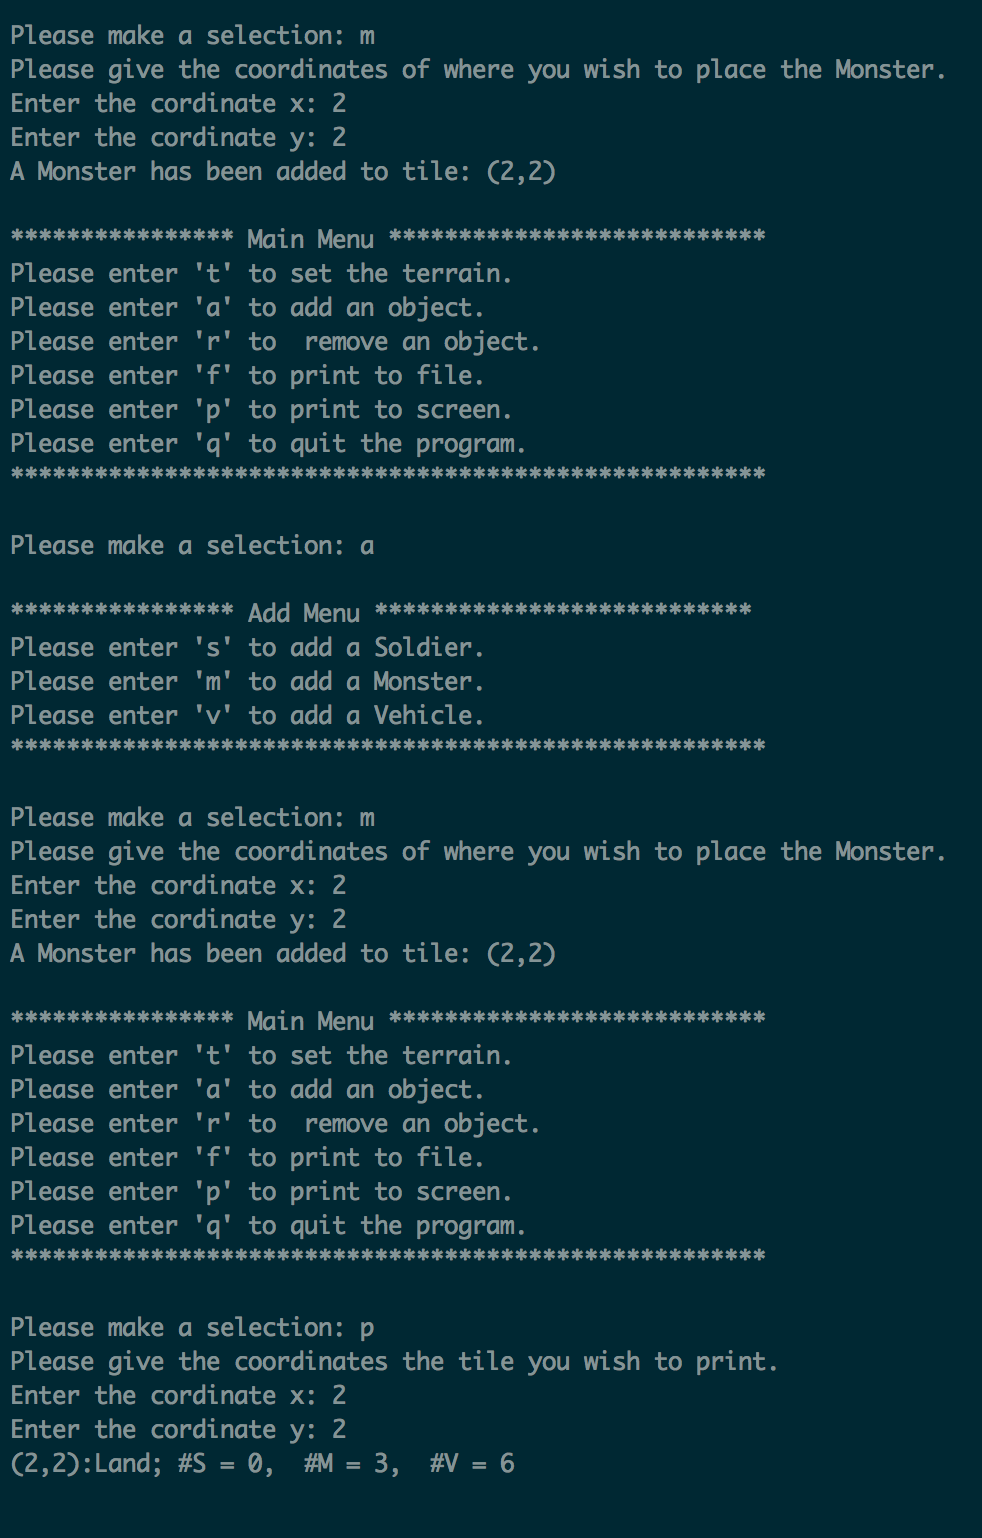 Please make a selection: m
Please give the coordinates of where you wish to place the Monster.
Enter the cordinate x: 2
Enter the cordinate y: 2
A Monster has been added to tile: (2,2)
**************** Main Menu ***************************
Please enter 't' to set the terrain.
Please enter 'a' to add an object.
Please enter 'r' to  remove an object.
Please enter 'f' to print to file.
Please enter 'p' to print to screen.
Please enter 'q' to quit the program.
******************************************************
Please make a selection: a
**************** Add Menu ***************************
Please enter 's' to add a Soldier.
Please enter 'm' to add a Monster.
Please enter 'v' to add a Vehicle.
******************************************************
Please make a selection: m
Please give the coordinates of where you wish to place the Monster.
Enter the cordinate x: 2
Enter the cordinate y: 2
A Monster has been added to tile: (2,2)
**************** Main Menu ***************************
Please enter 't' to set the terrain.
Please enter 'a' to add an object.
Please enter 'r' to  remove an object.
Please enter 'f' to print to file.
Please enter 'p' to print to screen.
Please enter 'q' to quit the program.
******************************************************
Please make a selection: p
Please give the coordinates the tile you wish to print.
Enter the cordinate x: 2
Enter the cordinate y: 2
(2,2):Land; #S = 0,  #M = 3,  #V = 6